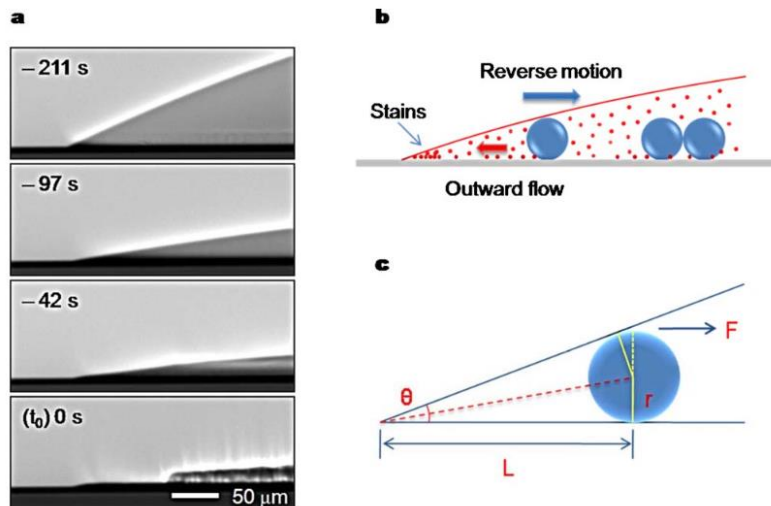 a
−211 s
−97 s
−42 s
(t₀) 0 s
50 μm
b
Reverse motion
Stains
Outward flow
c
F
θ
r
L